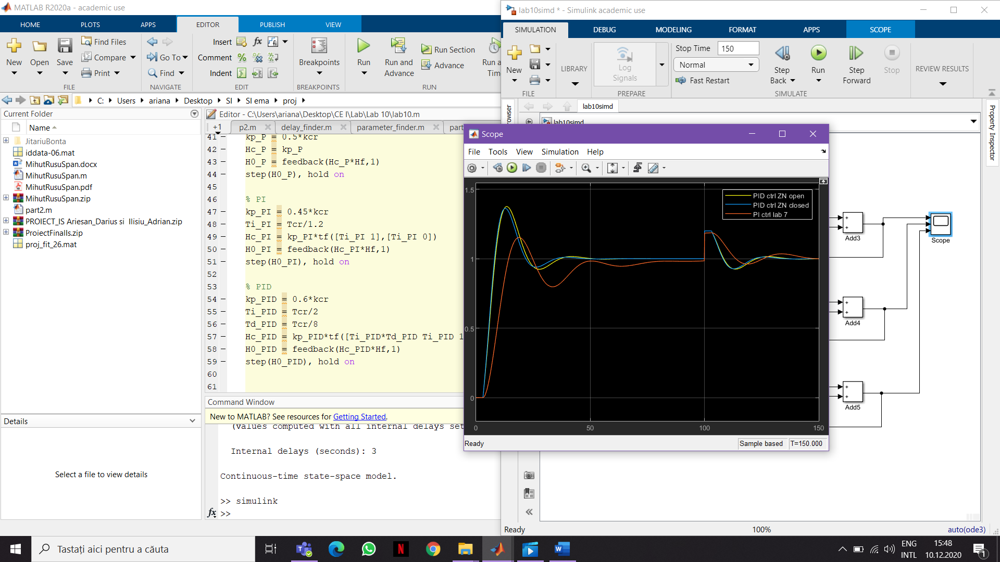 MATLAB R2020a - academic use
HOME PLOTS APPS EDITOR PUBLISH VIEW
New Open Save Find Files Compare Print
FILE
Go To Find
NAVIGATE
Insert fx
Comment
Indent
EDIT
Breakpoints
BREAKPOINTS
Run Run and Advance Run Section Advance
RUN
C: Users ariana Desktop SI SI ema proj
Current Folder
Name
JitariuBonta
iddata-06.mat
MihutRusuSpan.docx
MihutRusuSpan.m
MihutRusuSpan.pdf
MihutRusuSpan.zip
part2.m
PROIECT_IS Ariesan_Darius si Ilisiu_Adrian.zip
ProiectFinalIs.zip
proj_fit_26.mat
Details
Select a file to view details
Editor - C:\Users\ariana\Desktop\CE I\Lab\Lab 10\lab10.m
+1 p2.m delay_finder.m parameter_finder.m part
41 kp_P = 0.5*kcr
42 Hc_P = kp_P
43 H0_P = feedback(Hc_P*Hf,1)
44 step(H0_P), hold on
45
46 % PI
47 kp_PI = 0.45*kcr
48 Ti_PI = Tcr/1.2
49 Hc_PI = kp_PI*tf([Ti_PI 1],[Ti_PI 0])
50 H0_PI = feedback(Hc_PI*Hf,1)
51 step(H0_PI), hold on
52
53 % PID
54 kp_PID = 0.6*kcr
55 Ti_PID = Tcr/2
56 Td_PID = Tcr/8
57 Hc_PID = kp_PID*tf([Ti_PID*Td_PID Ti_PID 1
58 H0_PID = feedback(Hc_PID*Hf,1)
59 step(H0_PID), hold on
60
61
Command Window
New to MATLAB? See resources for Getting Started.
(values computed with all internal delays set
Internal delays (seconds): 3
Continuous-time state-space model.
>> simulink
fx >>
lab10simd * - Simulink academic use
SIMULATION DEBUG MODELING FORMAT APPS SCOPE
New
FILE
LIBRARY
Log Signals
PREPARE
Stop Time 150
Normal
Fast Restart
Step Back Run Step Forward Stop
SIMULATE
REVIEW RESULTS
lab10simd
lab10simd
Property Inspector
Scope
File Tools View Simulation Help
PID ctrl ZN open
PID ctrl ZN closed
PI ctrl lab 7
1.5
1
0.5
0
0 50 100 150
Ready Sample based T=150.000
Add3
Scope
Add4
Add5
Ready 100% auto(ode3)
Tastați aici pentru a căuta
ENG
INTL
15:48
10.12.2020
1